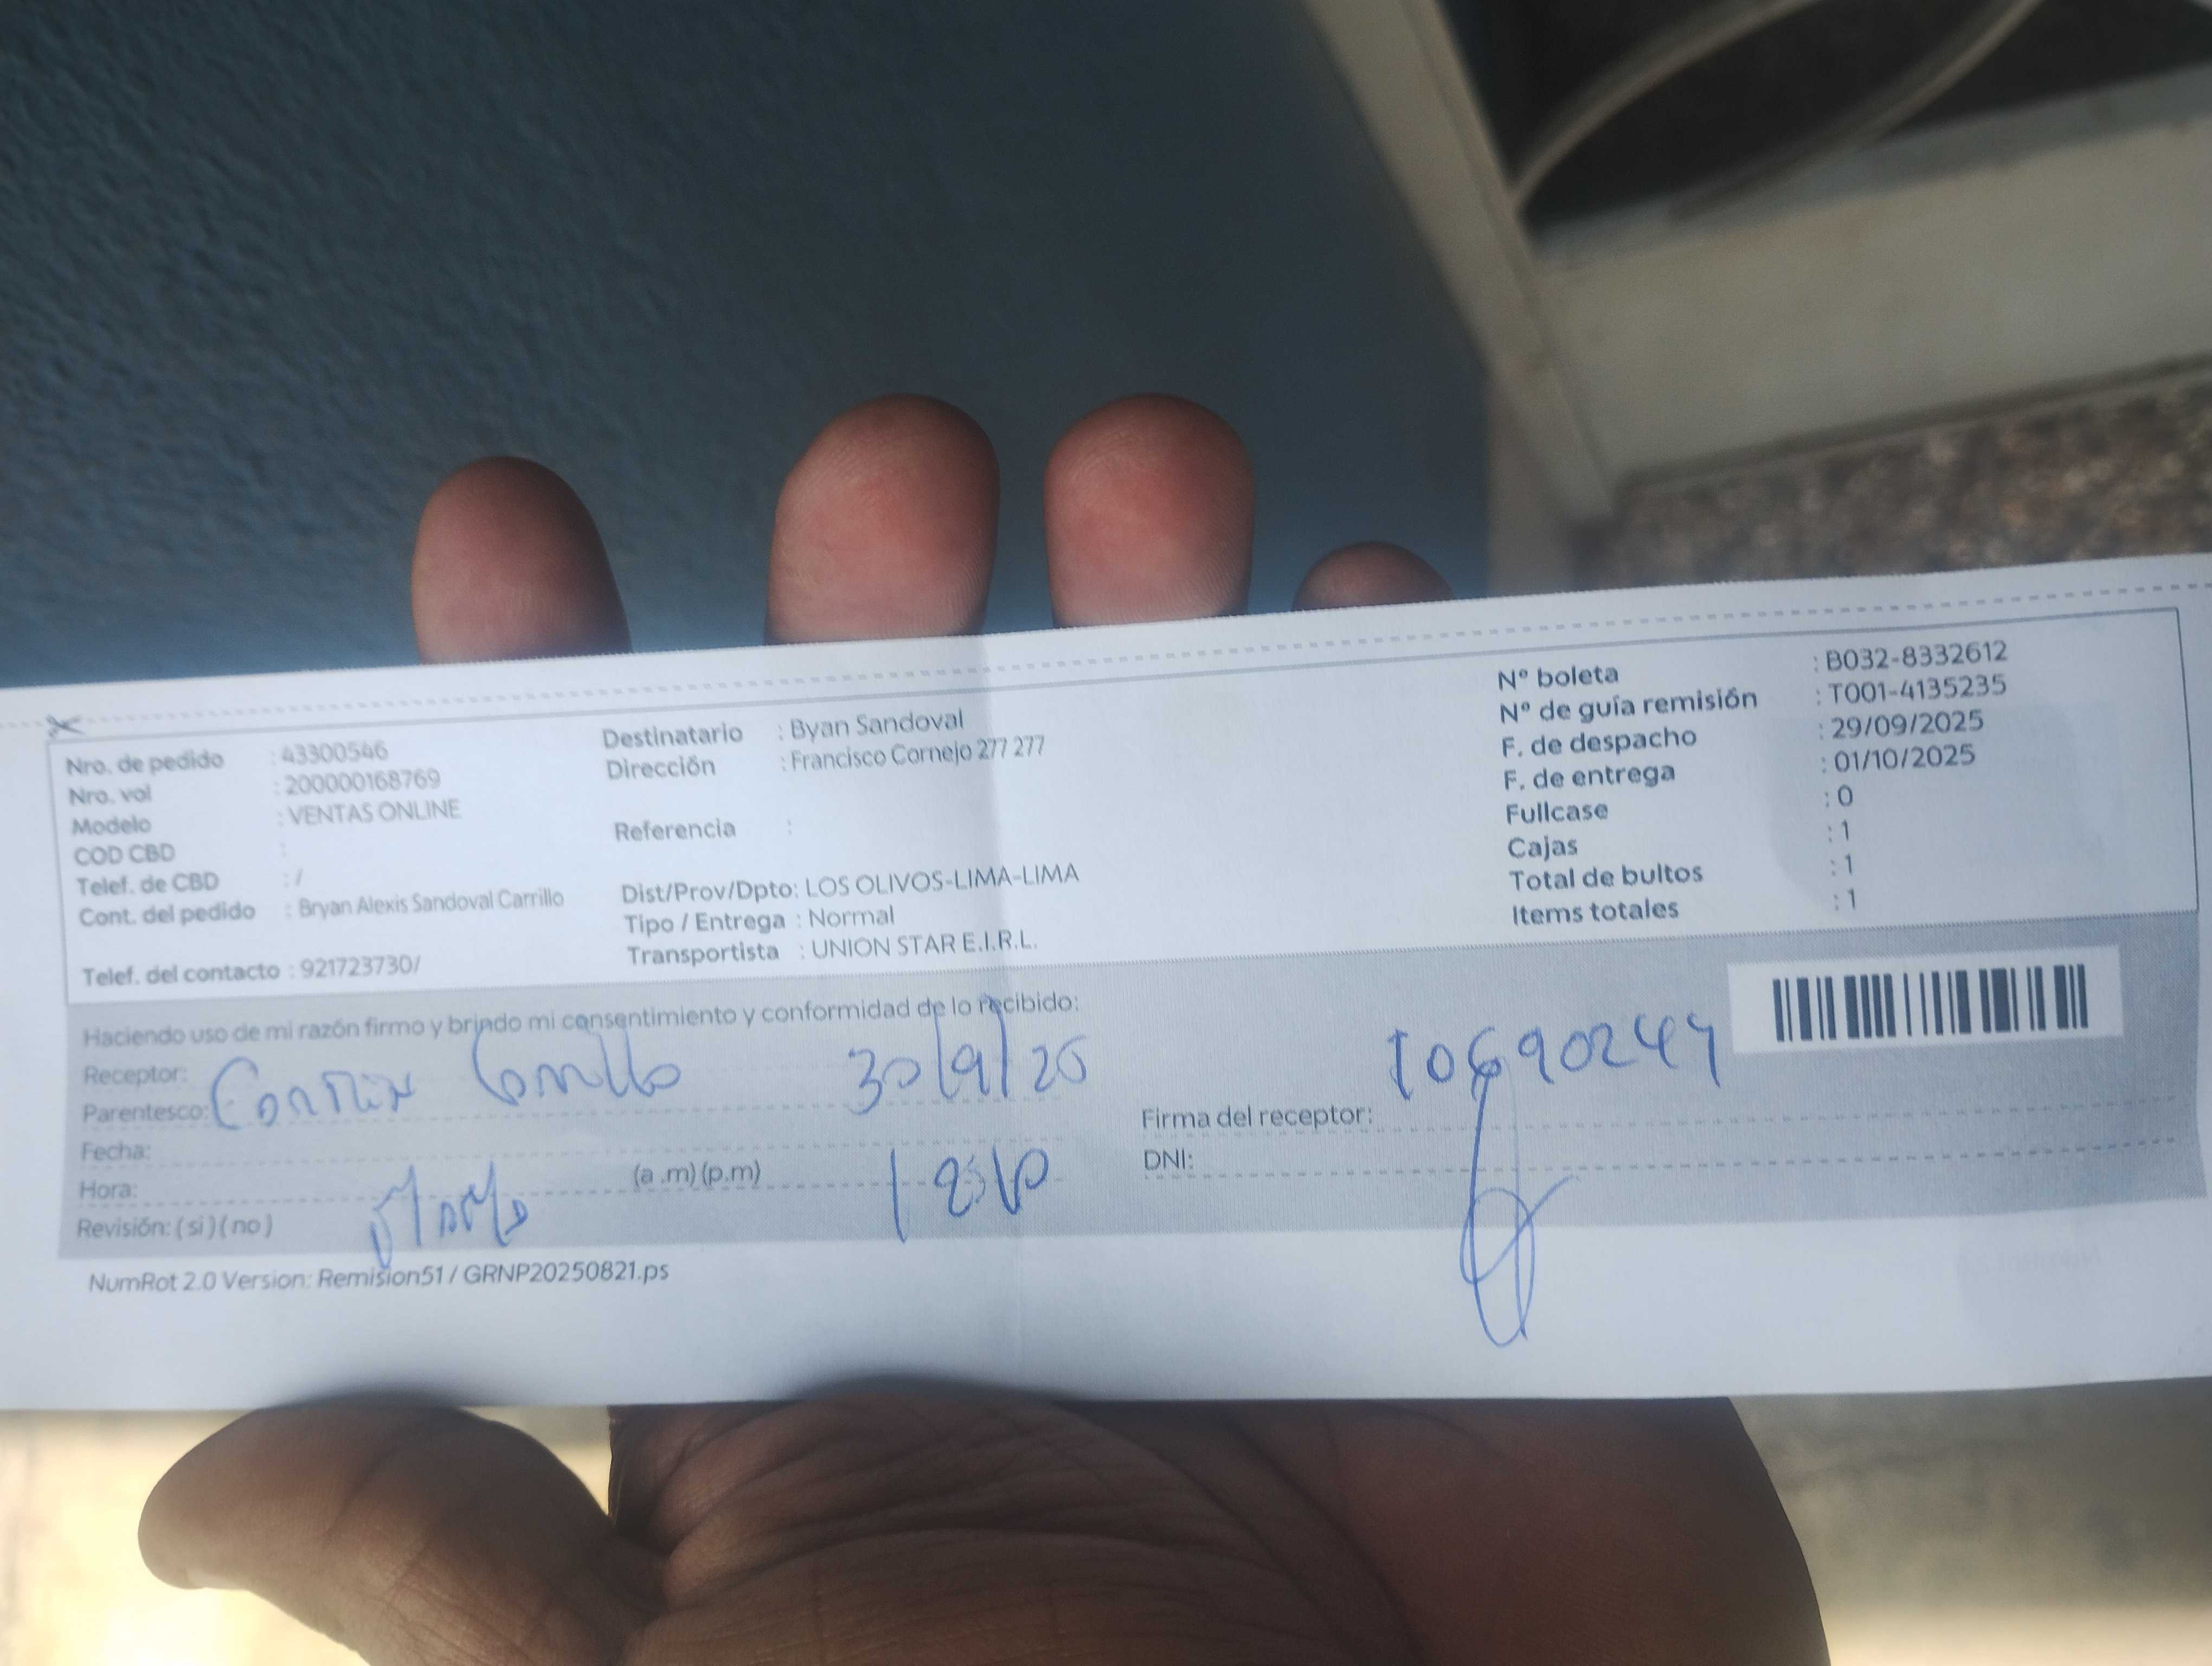 Nro. de pedido : 43300546
Nro. vol : 200000168769
Modelo : VENTAS ONLINE
COD CBD :
Telef. de CBD : /
Cont. del pedido : Bryan Alexis Sandoval Carrillo
Telef. del contacto : 921723730/
Destinatario : Byan Sandoval
Dirección : Francisco Cornejo 277 277
Referencia :
Dist/Prov/Dpto: LOS OLIVOS-LIMA-LIMA
Tipo / Entrega : Normal
Transportista : UNION STAR E.I.R.L.
Nº boleta : B032-8332612
Nº de guía remisión : T001-4135235
F. de despacho : 29/09/2025
F. de entrega : 01/10/2025
Fullcase : 0
Cajas : 1
Total de bultos : 1
Items totales : 1
Haciendo uso de mi razón firmo y brindo mi consentimiento y conformidad de lo recibido:
Receptor:
Parentesco: Carrillo 30/9/25
Fecha:
Hora: (a .m) (p.m)
Revisión: ( si ) ( no )
10690244
Firma del receptor:
DNI:
NumRot 2.0 Version: Remision51 / GRNP20250821.ps